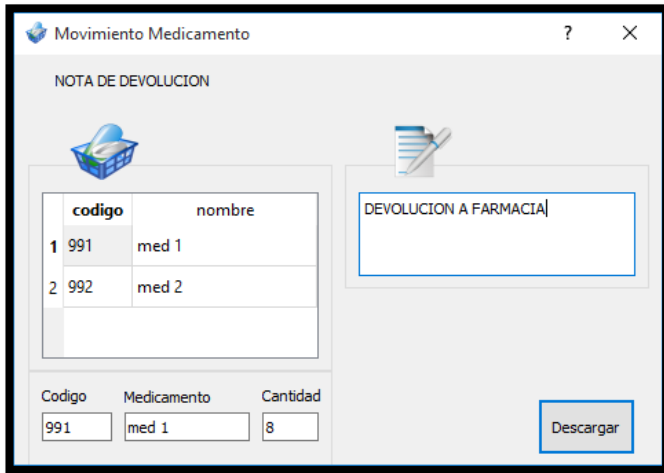 Movimiento Medicamento ?
NOTA DE DEVOLUCION
codigo nombre
1 991 med 1
2 992 med 2
DEVOLUCION A FARMACIA
Codigo Medicamento Cantidad
991 med 1 8
Descargar